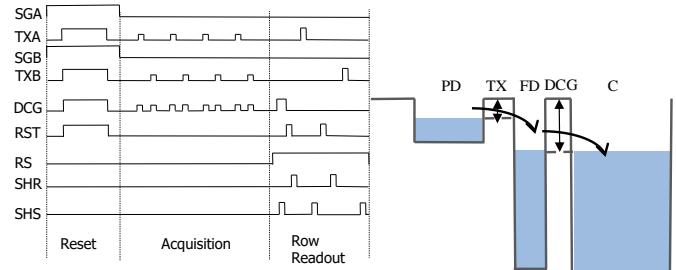 SGA
TXA
SGB
TXB
DCG
RST
RS
SHR
SHS
Reset Acquisition Row
Readout
PD TX FD DCG C